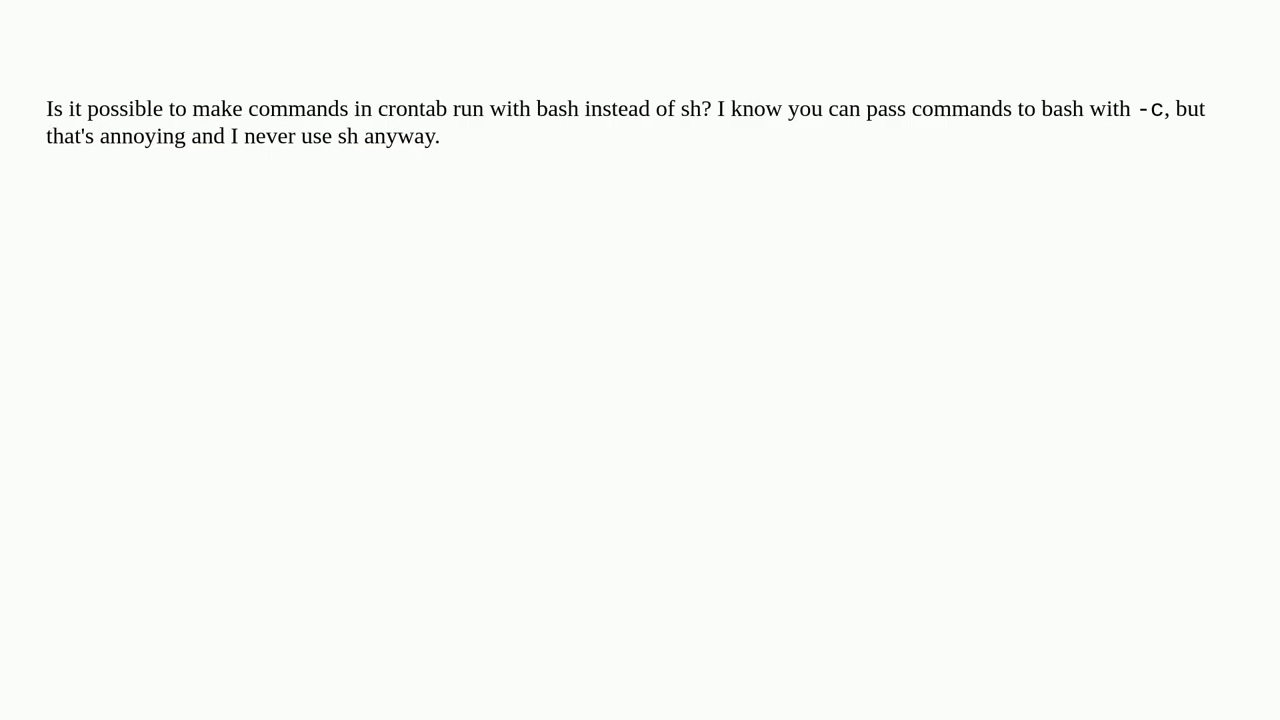 Is it possible to make commands in crontab run with bash instead of sh? I know you can pass commands to bash with -c, but
that's annoying and I never use sh anyway.